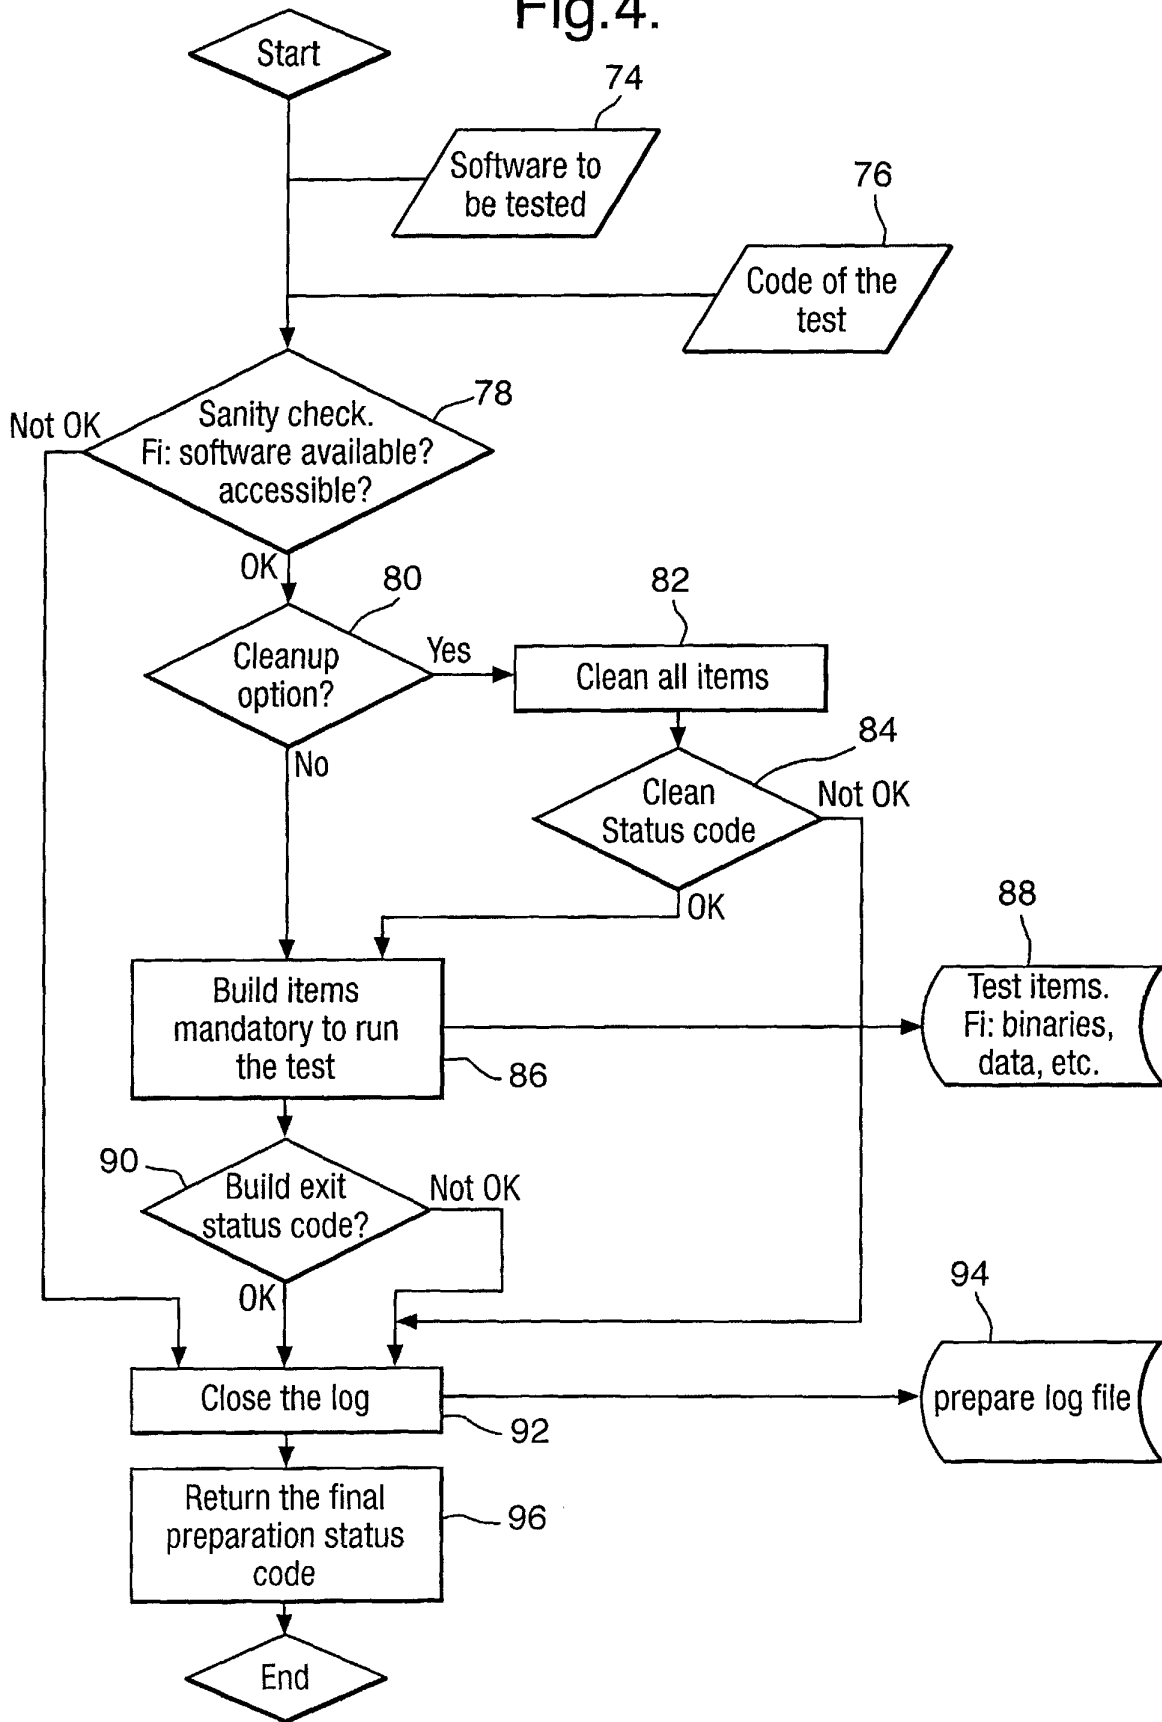 Fig.4.
Start
74
Software to
be tested
76
Code of the
test
78
Not OK
Sanity check.
Fi: software available?
accessible?
OK
80
82
Cleanup
option?
Yes
Clean all items
No
84
Clean
Status code
Not OK
OK
88
Build items
mandatory to run
the test
86
Test items.
Fi: binaries,
data, etc.
90
Build exit
status code?
Not OK
OK
94
Close the log
92
prepare log file
Return the final
preparation status
code
96
End